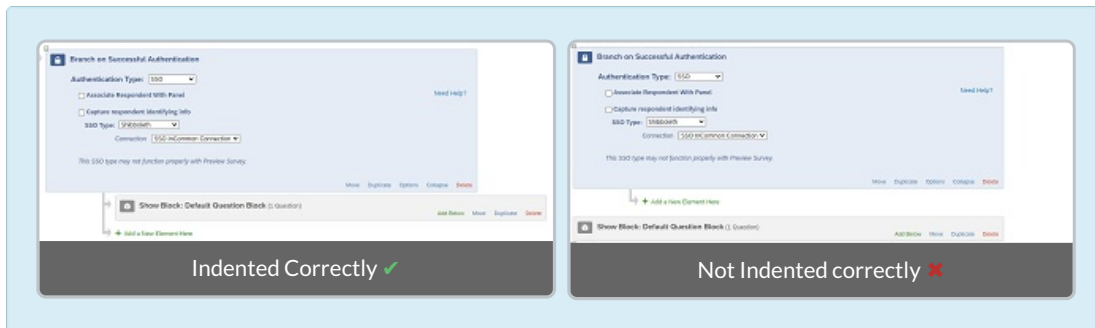 Branch on Successful Authentication
Authentication Type: SSO
Associate Respondent With Panel
Need Help?
Capture respondent identifying info
SSO Type: Shibboleth
Connection SSO InCommon Connection
This SSO type may not function properly with Preview Survey.
Move Duplicate Options Collapse Delete
Show Block: Default Question Block (1 Question)
Add Below Move Duplicate Delete
+ Add a New Element Here
Indented Correctly ✔
Branch on Successful Authentication
Authentication Type: SSO
Associate Respondent With Panel
Need Help?
Capture respondent identifying info
SSO Type: Shibboleth
Connection SSO InCommon Connection
This SSO type may not function properly with Preview Survey.
Move Duplicate Options Collapse Delete
+ Add a New Element Here
Show Block: Default Question Block (1 Question)
Add Below Move Duplicate Delete
Not Indented correctly ✖